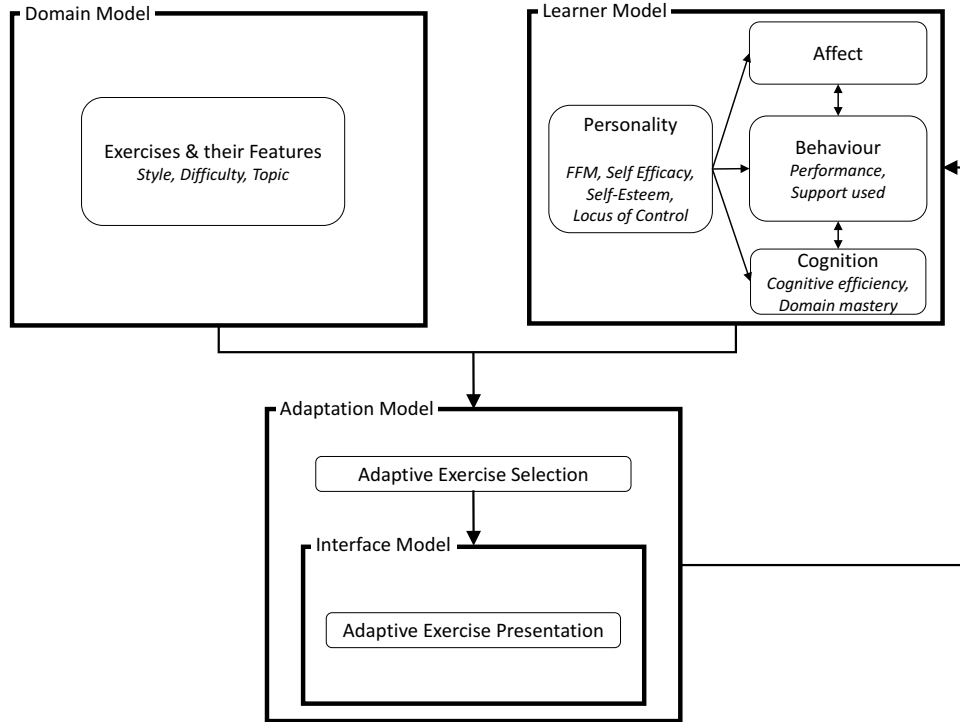 Domain Model
Exercises & their Features
Style, Difficulty, Topic
Learner Model
Personality
FFM, Self Efficacy,
Self-Esteem,
Locus of Control
Affect
Behaviour
Performance,
Support used
Cognition
Cognitive efficiency,
Domain mastery
Adaptation Model
Adaptive Exercise Selection
Interface Model
Adaptive Exercise Presentation